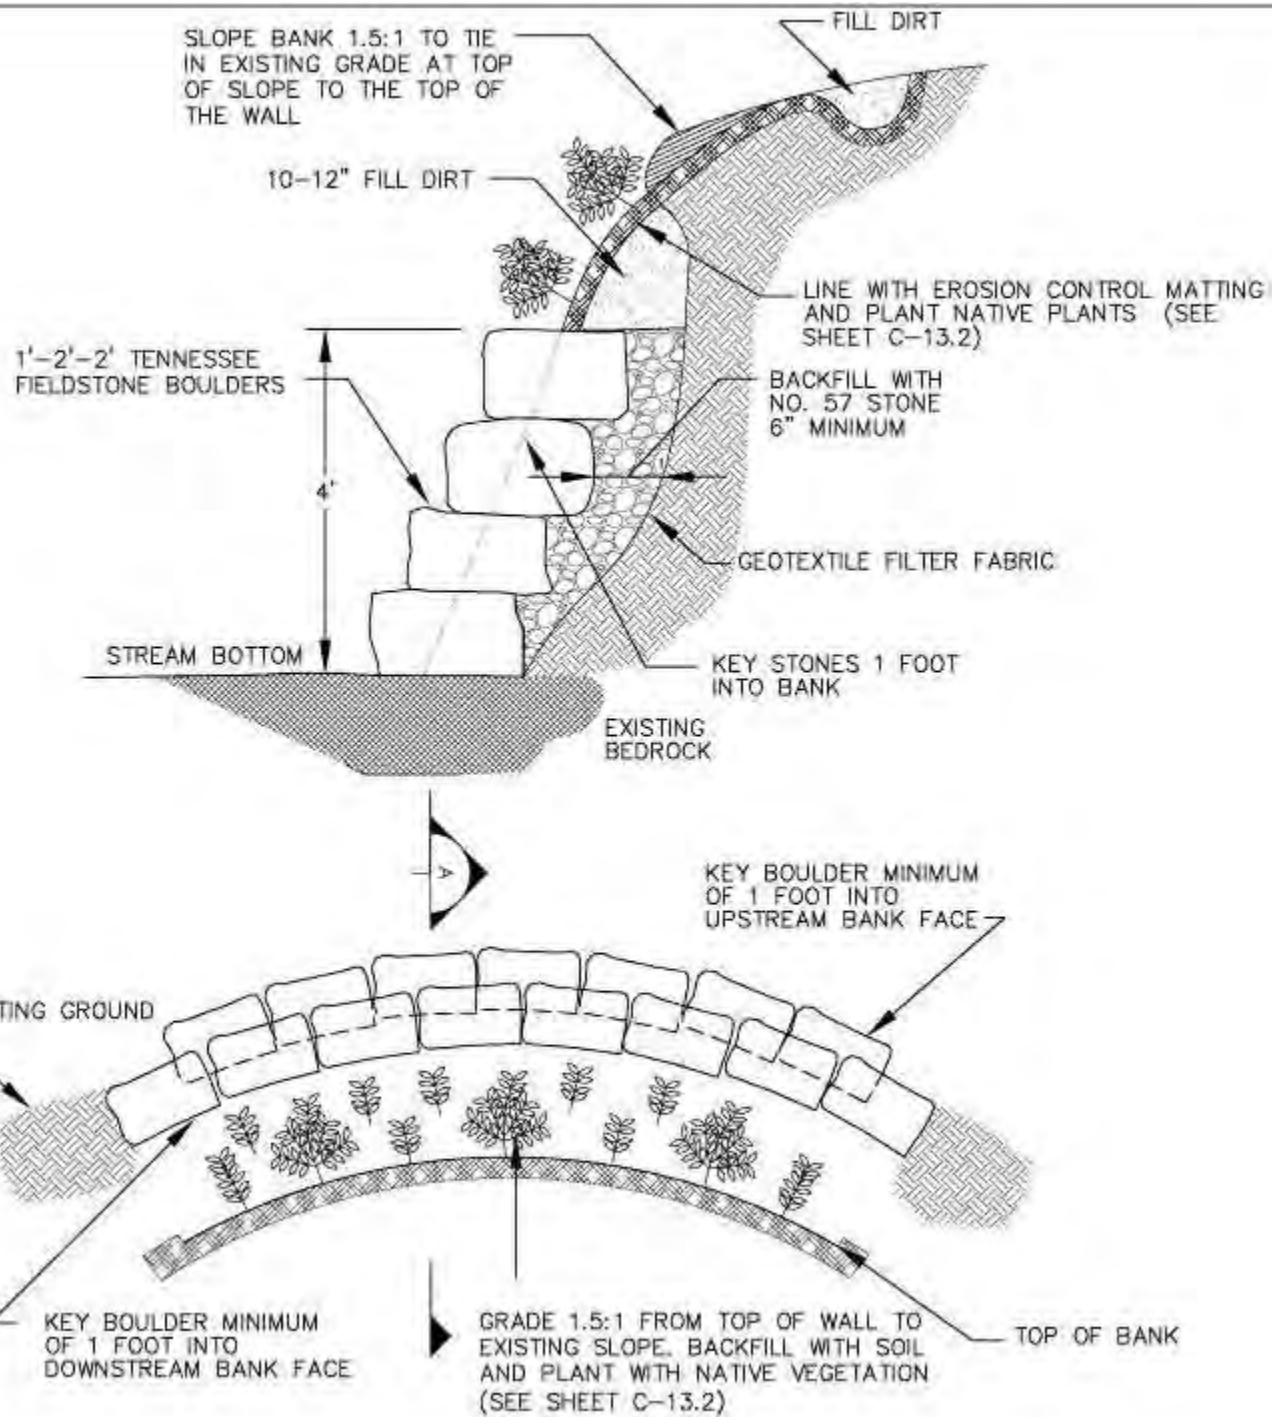 SLOPE BANK 1.5:1 TO TIE
IN EXISTING GRADE AT TOP
OF SLOPE TO THE TOP OF
THE WALL
FILL DIRT
10-12" FILL DIRT
LINE WITH EROSION CONTROL MATTING
AND PLANT NATIVE PLANTS (SEE
SHEET C-13.2)
1'-2'-2' TENNESSEE
FIELDSTONE BOULDERS
BACKFILL WITH
NO. 57 STONE
6" MINIMUM
4'
GEOTEXTILE FILTER FABRIC
STREAM BOTTOM
KEY STONES 1 FOOT
INTO BANK
EXISTING
BEDROCK
A
KEY BOULDER MINIMUM
OF 1 FOOT INTO
UPSTREAM BANK FACE
TING GROUND
KEY BOULDER MINIMUM
OF 1 FOOT INTO
DOWNSTREAM BANK FACE
GRADE 1.5:1 FROM TOP OF WALL TO
EXISTING SLOPE. BACKFILL WITH SOIL
AND PLANT WITH NATIVE VEGETATION
(SEE SHEET C-13.2)
TOP OF BANK